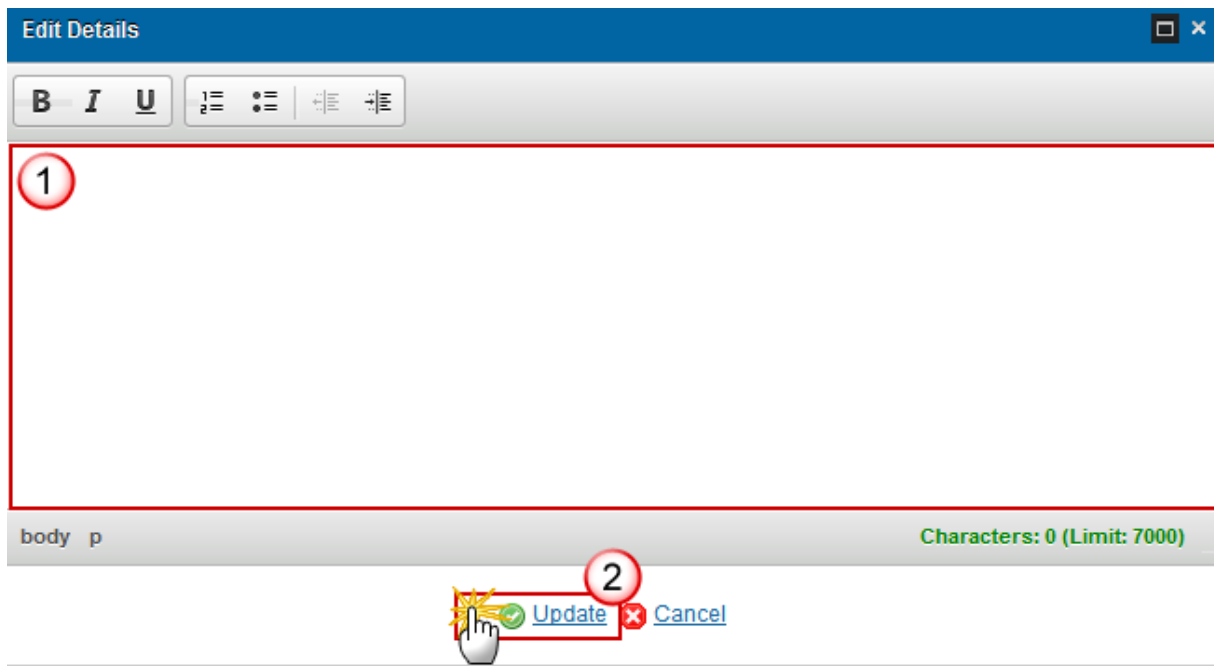 Edit Details
B I U
1
body p Characters: 0 (Limit: 7000)
2
Update Cancel